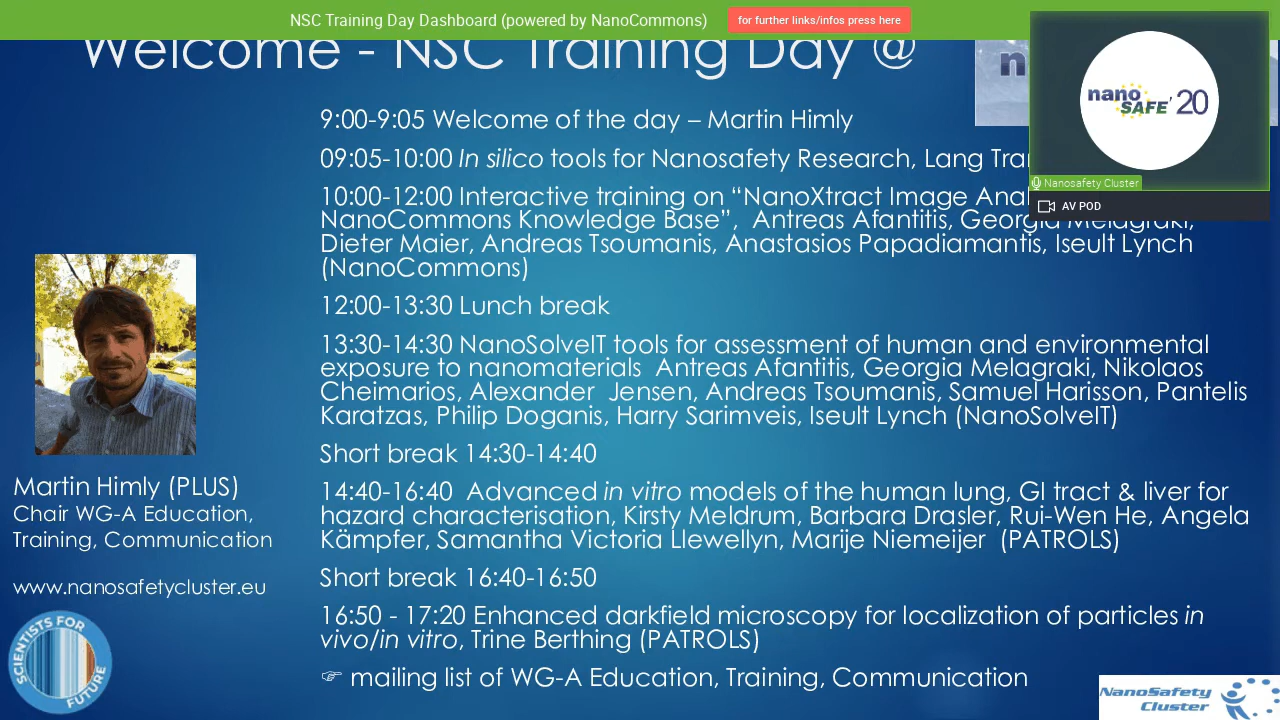 NSC Training Day Dashboard (powered by NanoCommons)
for further links/infos press here
Welcome - NSC Training Day @
nano
SAFE'20
Nanosafety Cluster
AV POD
9:00-9:05 Welcome of the day – Martin Himly
09:05-10:00 In silico tools for Nanosafety Research, Lang
10:00-12:00 Interactive training on “NanoXtract Image
NanoCommons Knowledge Base”, Antreas Afantitis, Georgia Melagraki,
Dieter Maier, Andreas Tsoumanis, Anastasios Papadiamantis, Iseult Lynch
(NanoCommons)
12:00-13:30 Lunch break
13:30-14:30 NanoSolveIT tools for assessment of human and environmental
exposure to nanomaterials Antreas Afantitis, Georgia Melagraki, Nikolaos
Cheimarios, Alexander Jensen, Andreas Tsoumanis, Samuel Harisson, Pantelis
Karatzas, Philip Doganis, Harry Sarimveis, Iseult Lynch (NanoSolveIT)
Short break 14:30-14:40
14:40-16:40 Advanced in vitro models of the human lung, GI tract & liver for
hazard characterisation, Kirsty Meldrum, Barbara Drasler, Rui-Wen He, Angela
Kämpfer, Samantha Victoria Llewellyn, Marije Niemeijer (PATROLS)
Short break 16:40-16:50
16:50 - 17:20 Enhanced darkfield microscopy for localization of particles in
vivo/in vitro, Trine Berthing (PATROLS)
☞ mailing list of WG-A Education, Training, Communication
Martin Himly (PLUS)
Chair WG-A Education,
Training, Communication
www.nanosafetycluster.eu
SCIENTISTS FOR
FUTURE
NanoSafety
Cluster